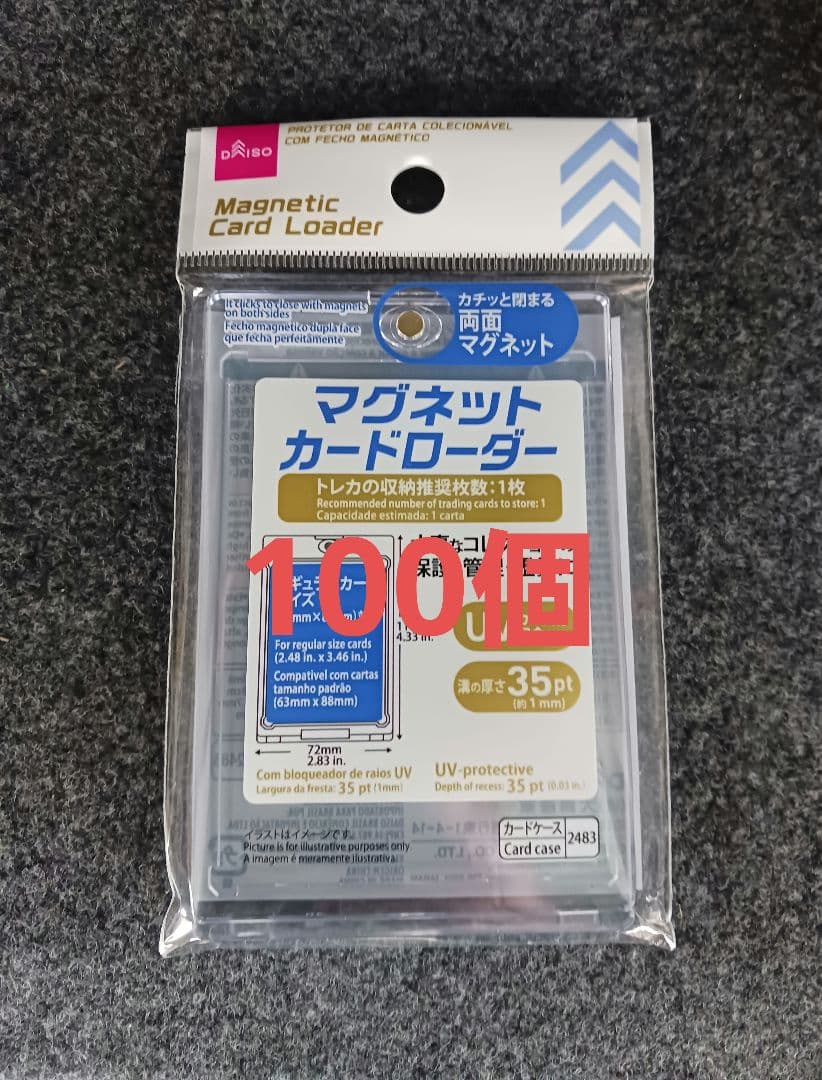 DAISO
PROTETOR DE CARTA COLECIONÁVEL
COM FECHO MAGNÉTICO
Magnetic
Card Loader
It clicks to close with magnets
on both sides
Fecho magnetico dupla face
que fecha perfeitamente
カチッと閉まる
両面
マグネット
マグネット
カードローダー
トレカの収納推奨枚数:1枚
Recommended number of trading cards to store: 1
Capacidade estimada: 1 carta
100個
For regular size cards
(2.48 in. x 3.46 in.)
Compatível com cartas
tamanho padrão
(63mm x 88mm)
4.33 in.
UV
溝の厚さ35pt
(約1mm)
72mm
2.83 in.
Com bloqueador de raios UV
Largura da fresta: 35 pt (1mm)
UV-protective
Depth of recess: 35 pt (0.03 in.)
イラストはイメージです。
Picture is for illustrative purposes only
A imagem é meramente ilustrativa.
カードケース
Card case
2483